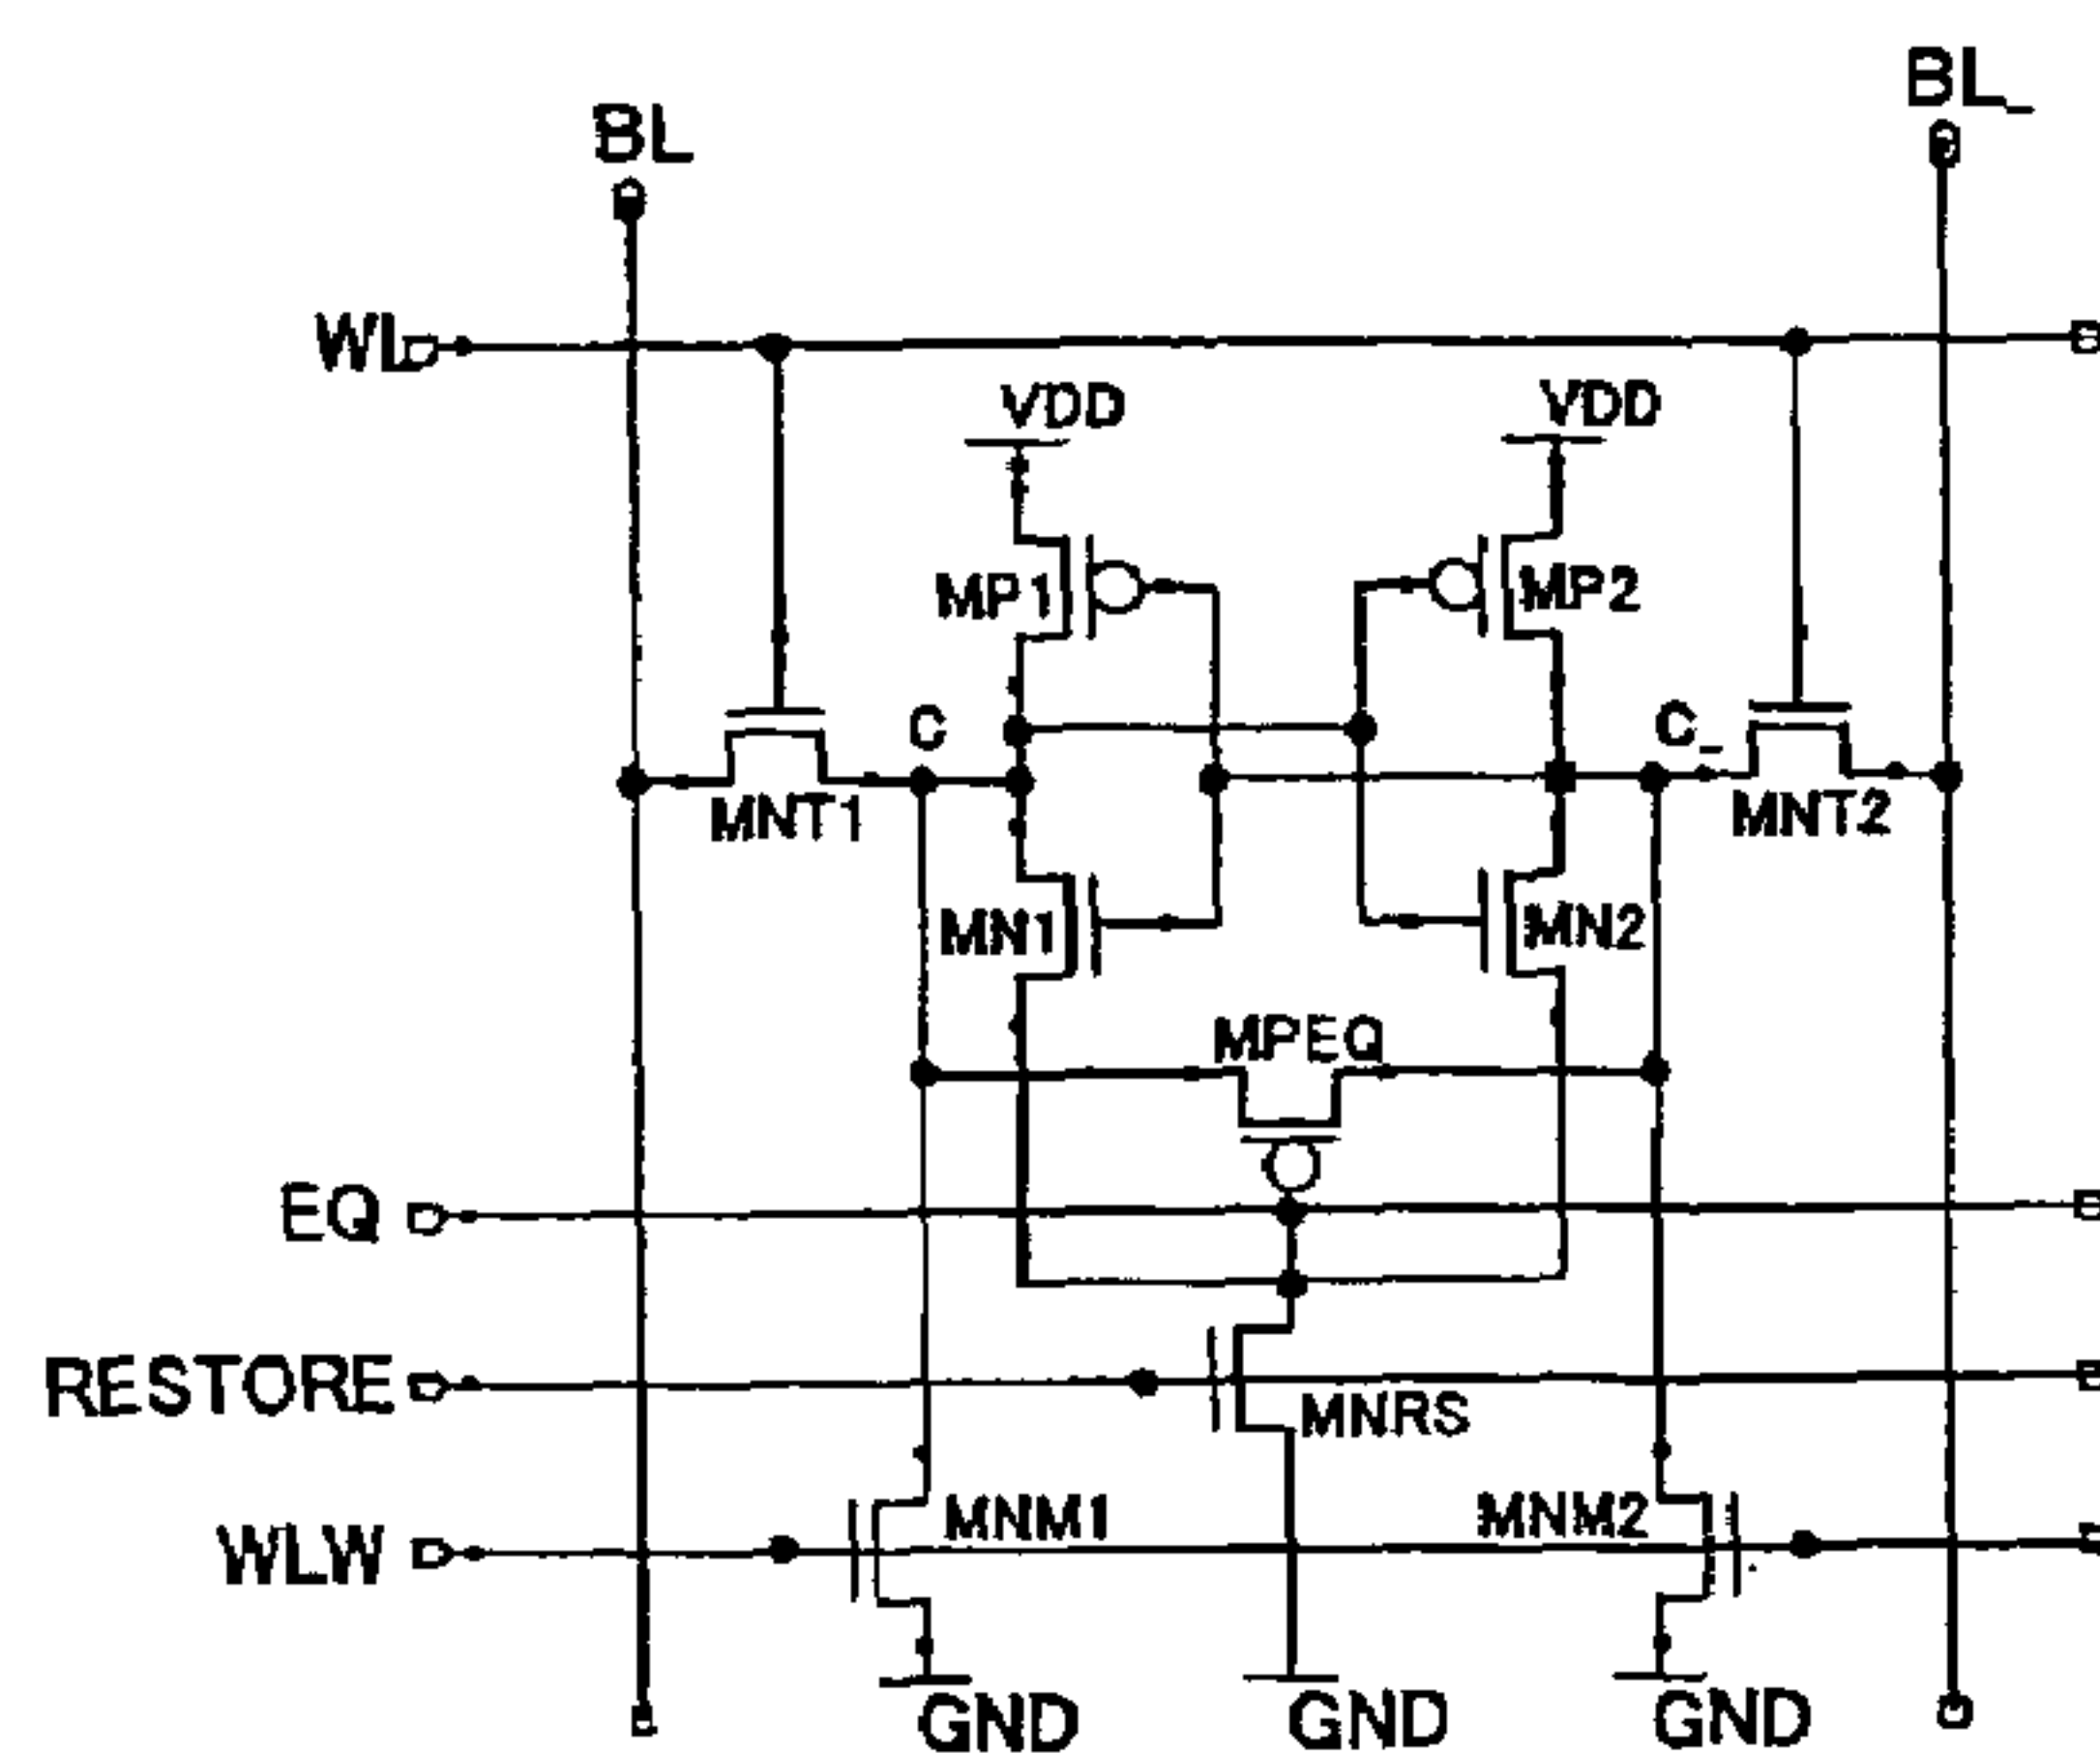 BL_
BL
WL
VDD VDD
MP1 MP2
C C_
MNT1 MNT2
MN1 MN2
MPEQ
EQ
RESTORE
MNRS
MNM1 MNM2
WLW
GND GND GND